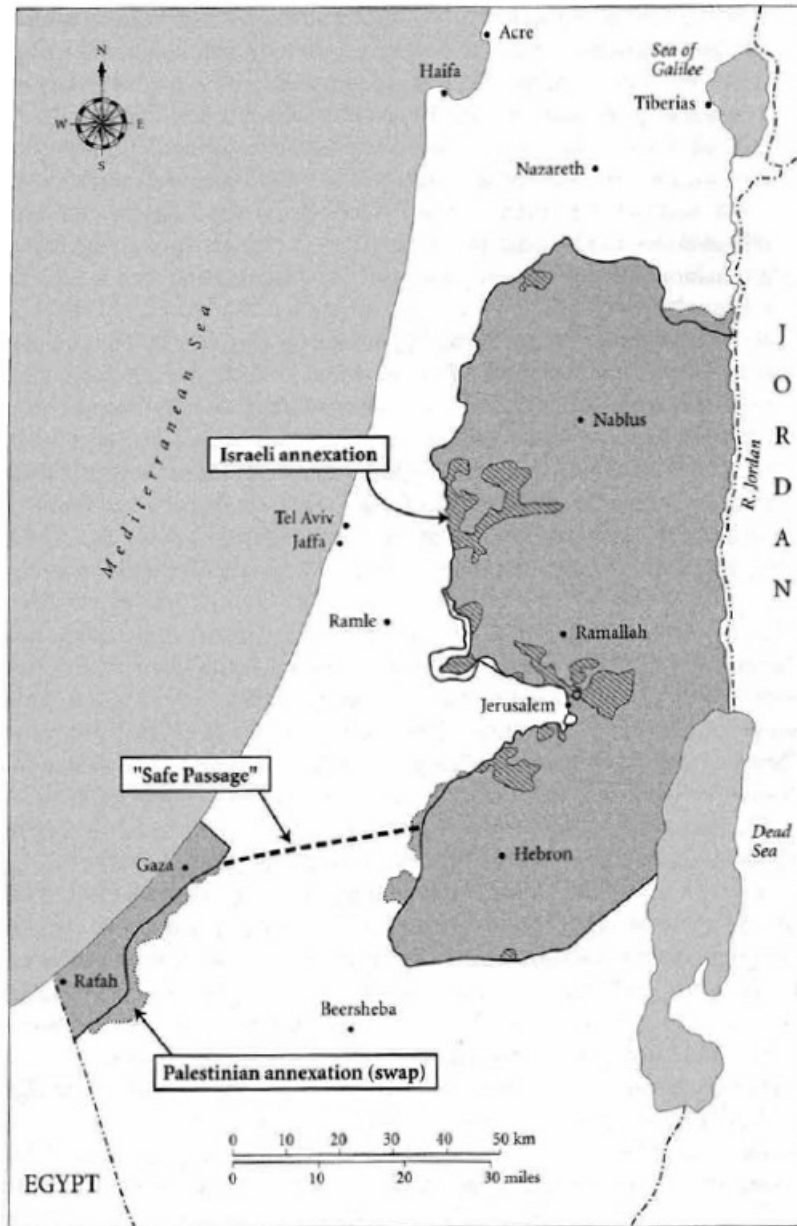 Acre
Haifa
Sea of
Galilee
Tiberias
N
W
E
S
Nazareth
Mediterranean Sea
JORDAN
R. Jordan
Nablus
Israeli annexation
Tel Aviv
Jaffa
Ramle
Ramallah
Jerusalem
"Safe Passage"
Dead
Sea
Gaza
Hebron
Rafah
Beersheba
Palestinian annexation (swap)
0 10 20 30 40 50 km
0 10 20 30 miles
EGYPT